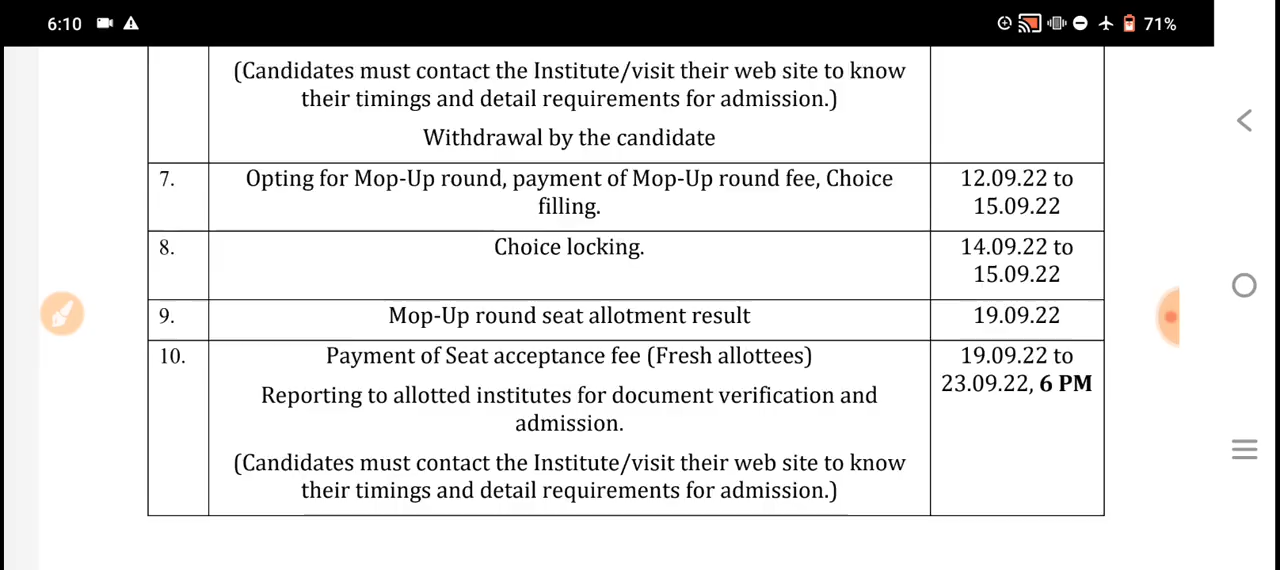 6:10
71%
(Candidates must contact the Institute/visit their web site to know
their timings and detail requirements for admission.)
Withdrawal by the candidate
7.
Opting for Mop-Up round, payment of Mop-Up round fee, Choice
filling.
12.09.22 to
15.09.22
8.
Choice locking.
14.09.22 to
15.09.22
9.
Mop-Up round seat allotment result
19.09.22
10.
Payment of Seat acceptance fee (Fresh allottees)
Reporting to allotted institutes for document verification and
admission.
(Candidates must contact the Institute/visit their web site to know
their timings and detail requirements for admission.)
19.09.22 to
23.09.22, 6 PM